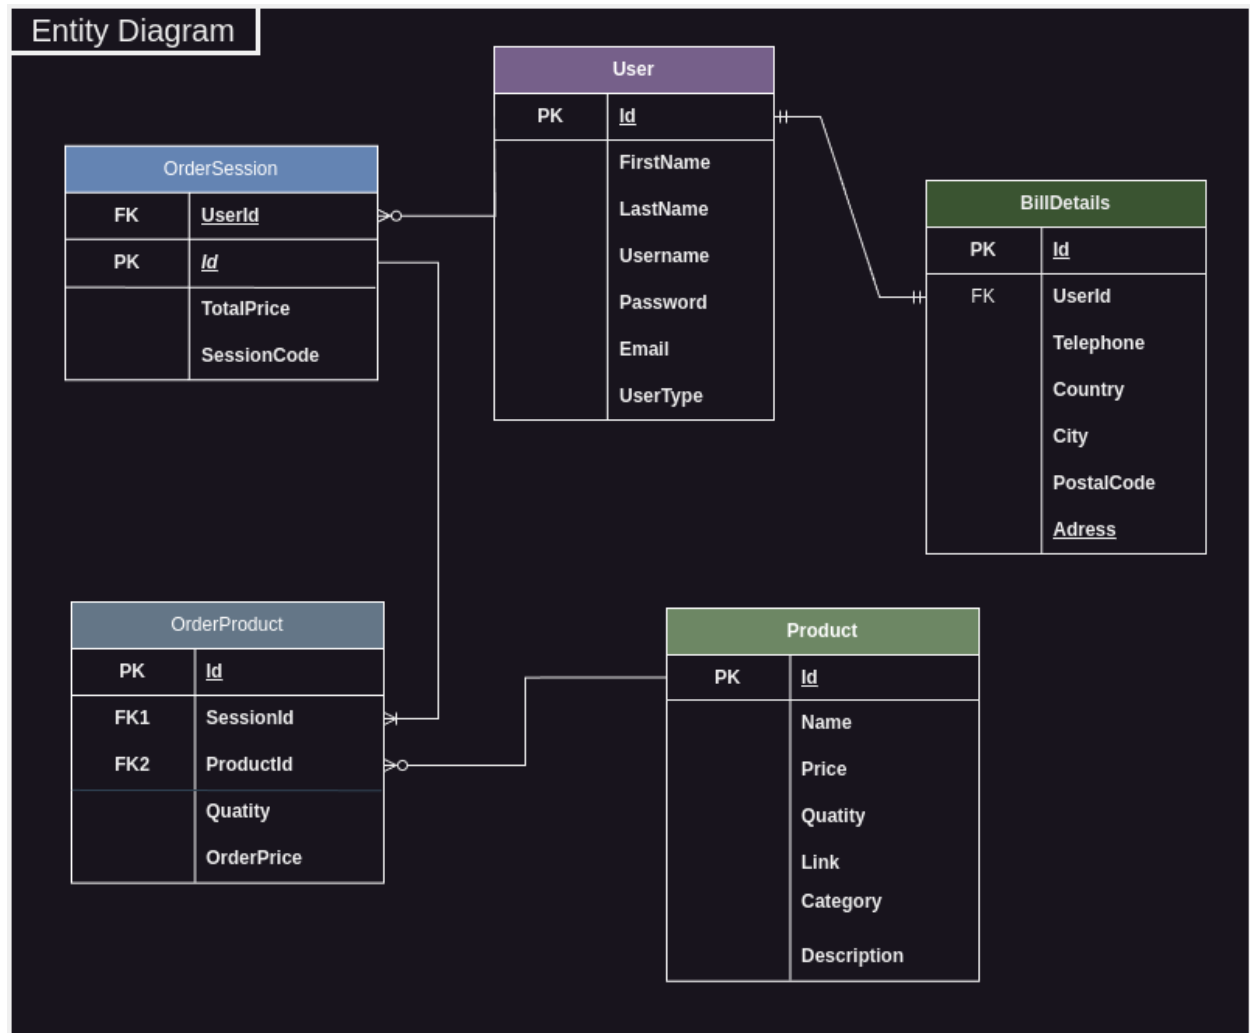 Entity Diagram
User
PK Id
FirstName
LastName
Username
Password
Email
UserType
OrderSession
FK UserId
PK Id
TotalPrice
SessionCode
BillDetails
PK Id
FK UserId
Telephone
Country
City
PostalCode
Adress
OrderProduct
PK Id
FK1 SessionId
FK2 ProductId
Quatity
OrderPrice
Product
PK Id
Name
Price
Quatity
Link
Category
Description